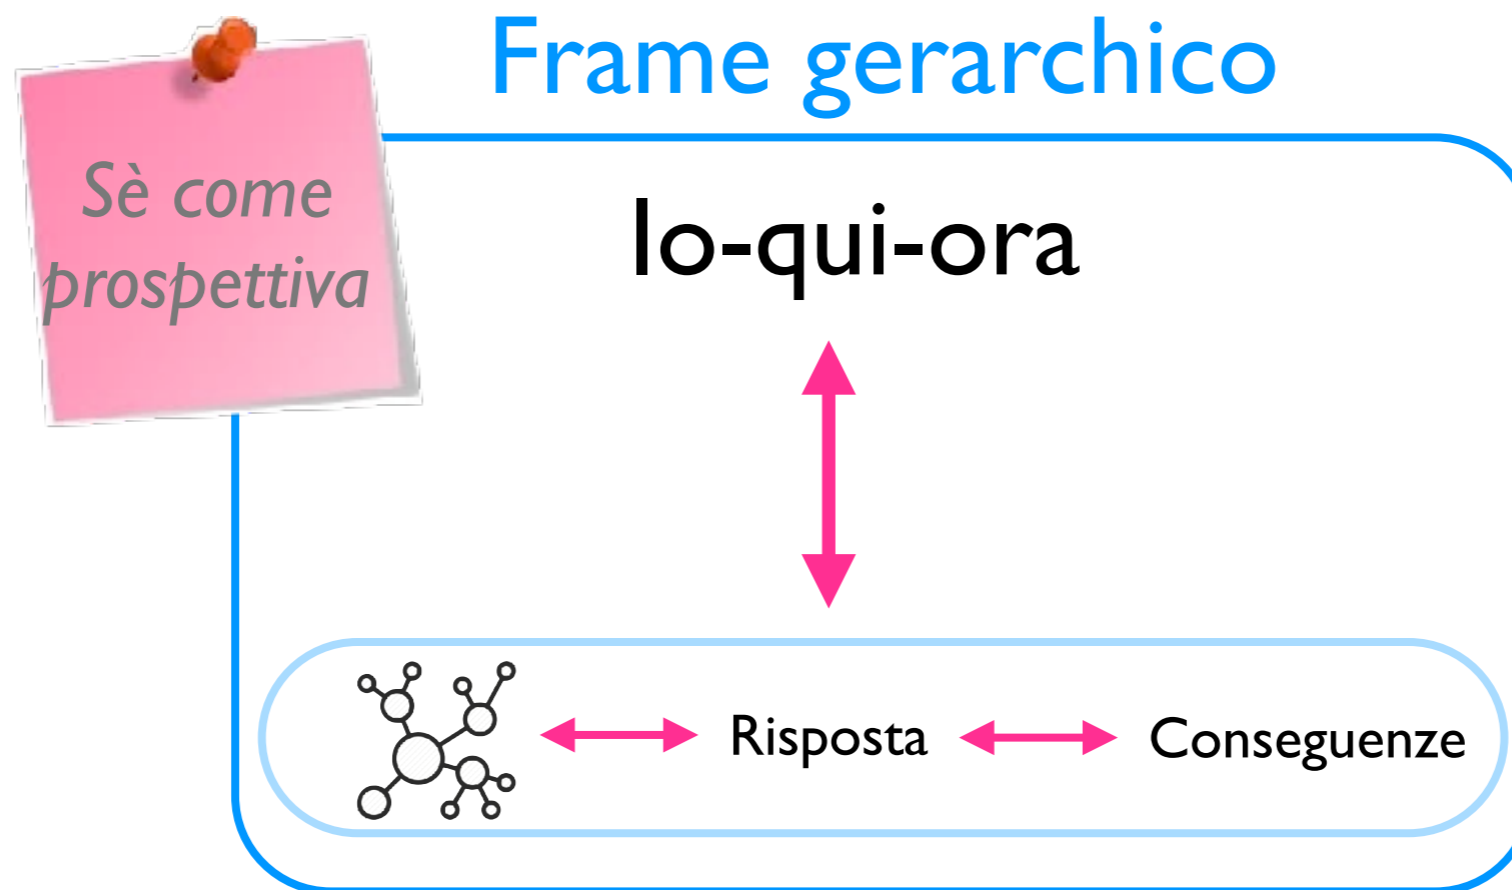 Frame gerarchico
Sè come
prospettiva
Io-qui-ora
Risposta
Conseguenze